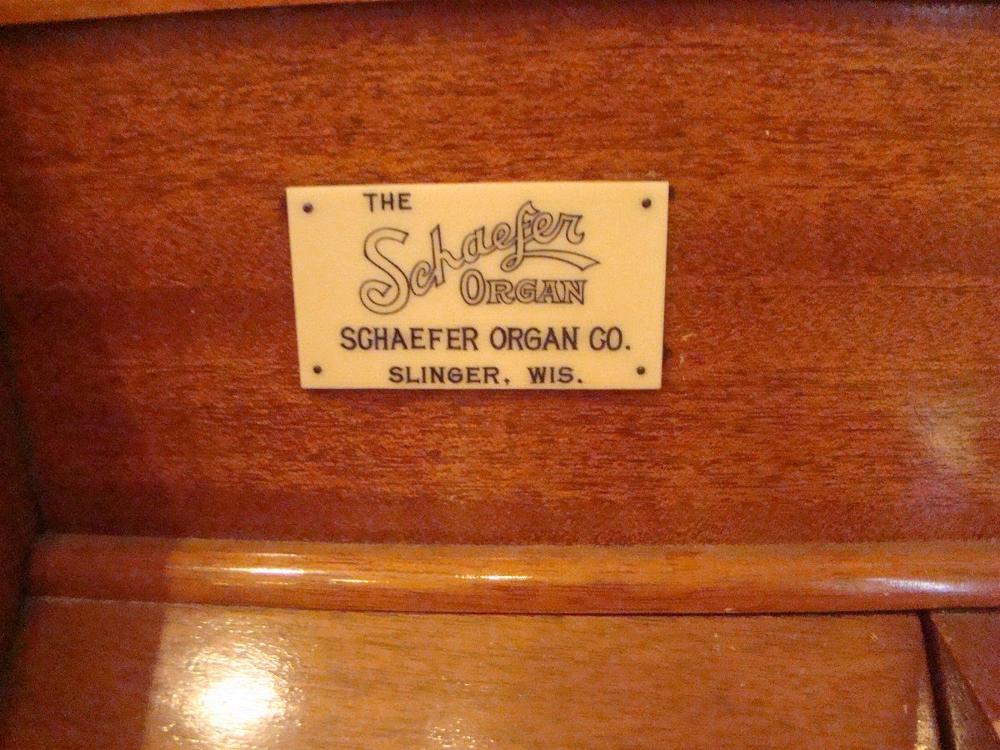 THE
Schaefer
ORGAN
SCHAEFER ORGAN CO.
SLINGER, WIS.